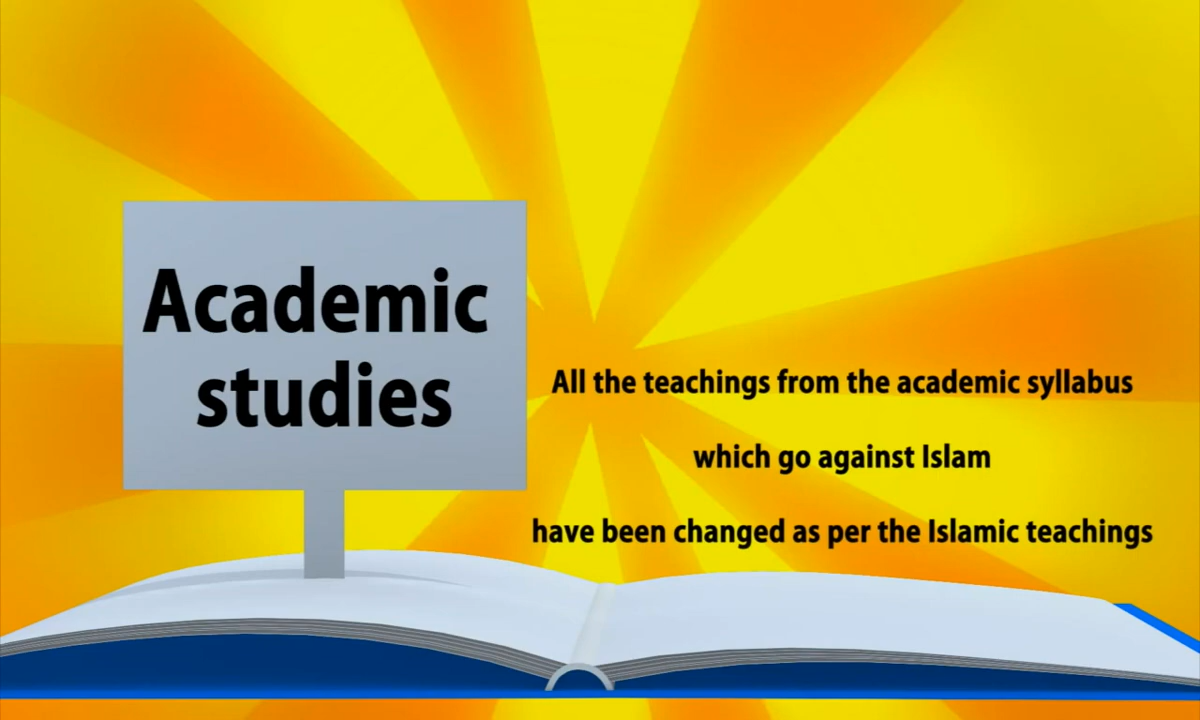 Academic
studies
All the teachings from the academic syllabus
which go against Islam
have been changed as per the Islamic teachings